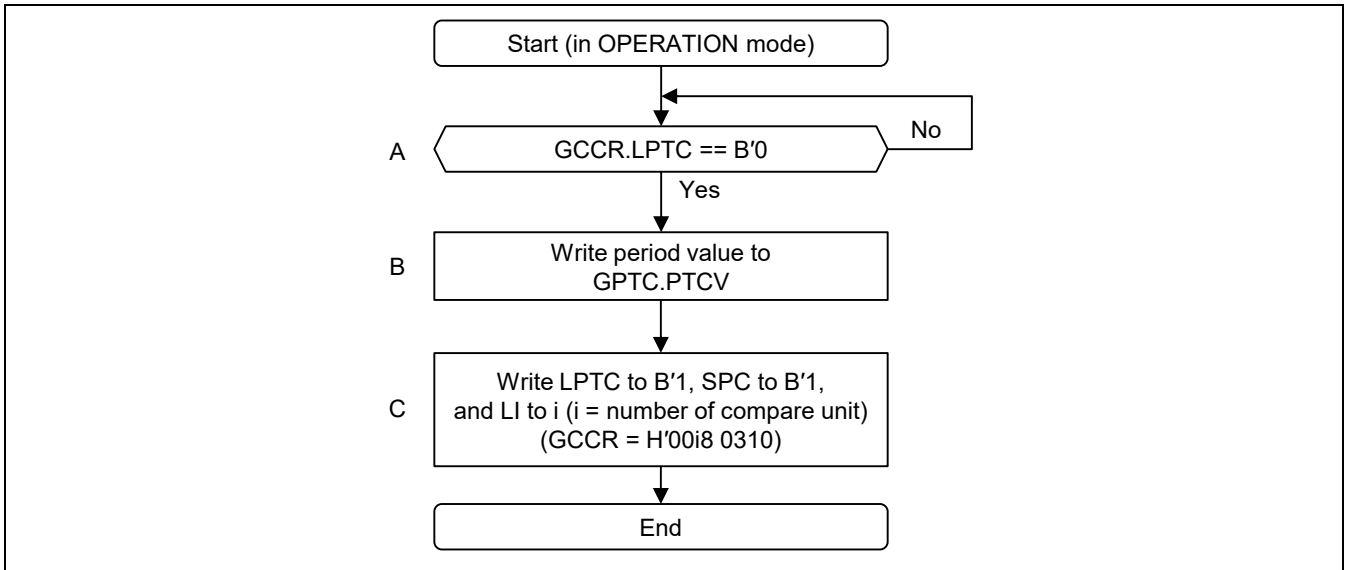 Start (in OPERATION mode)
No
A
GCCR.LPTC == B′0
Yes
B
Write period value to
GPTC.PTCV
C
Write LPTC to B′1, SPC to B′1,
and LI to i (i = number of compare unit)
(GCCR = H′00i8 0310)
End